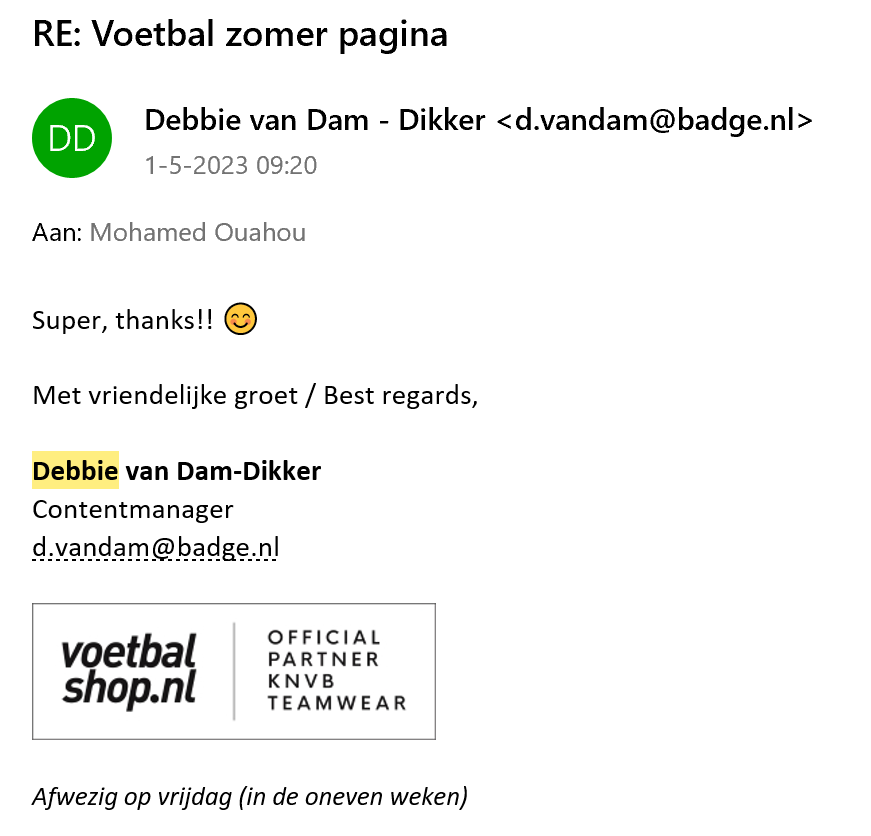 RE: Voetbal zomer pagina
DD
Debbie van Dam - Dikker <d.vandam@badge.nl>
1-5-2023 09:20
Aan: Mohamed Ouahou
Super, thanks!! 😊
Met vriendelijke groet / Best regards,
Debbie van Dam-Dikker
Contentmanager
d.vandam@badge.nl
voetbal
shop.nl
OFFICIAL
PARTNER
KNVB
TEAMWEAR
Afwezig op vrijdag (in de oneven weken)